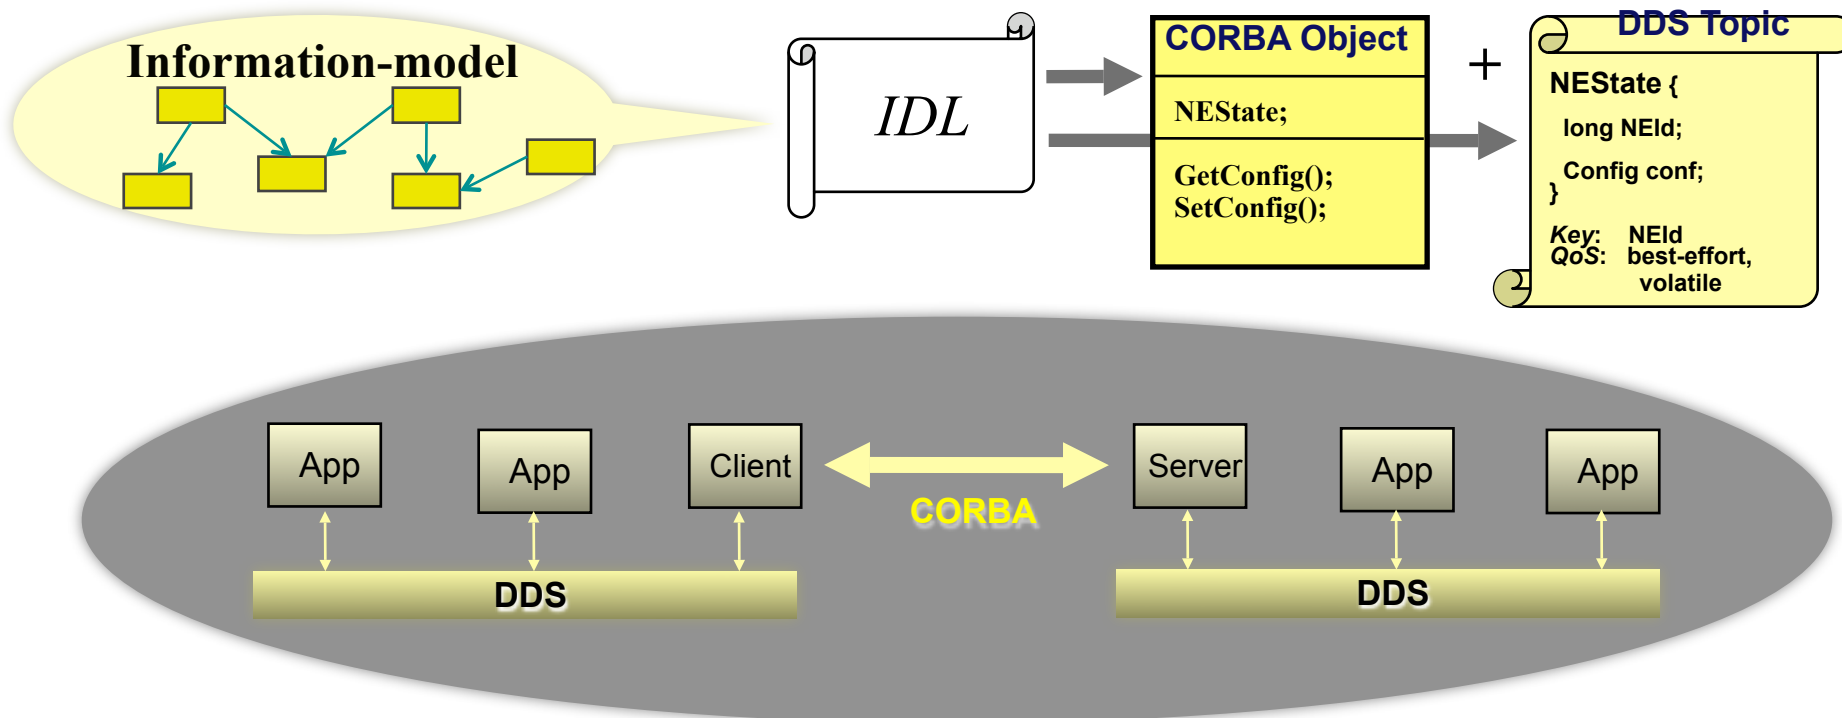 Information-model
IDL
CORBA Object
NEState;
GetConfig();
SetConfig();
+
DDS Topic
NEState {
long NEId;
Config conf;
}
Key: NEId
QoS: best-effort,
volatile
App
App
Client
CORBA
Server
App
App
DDS
DDS